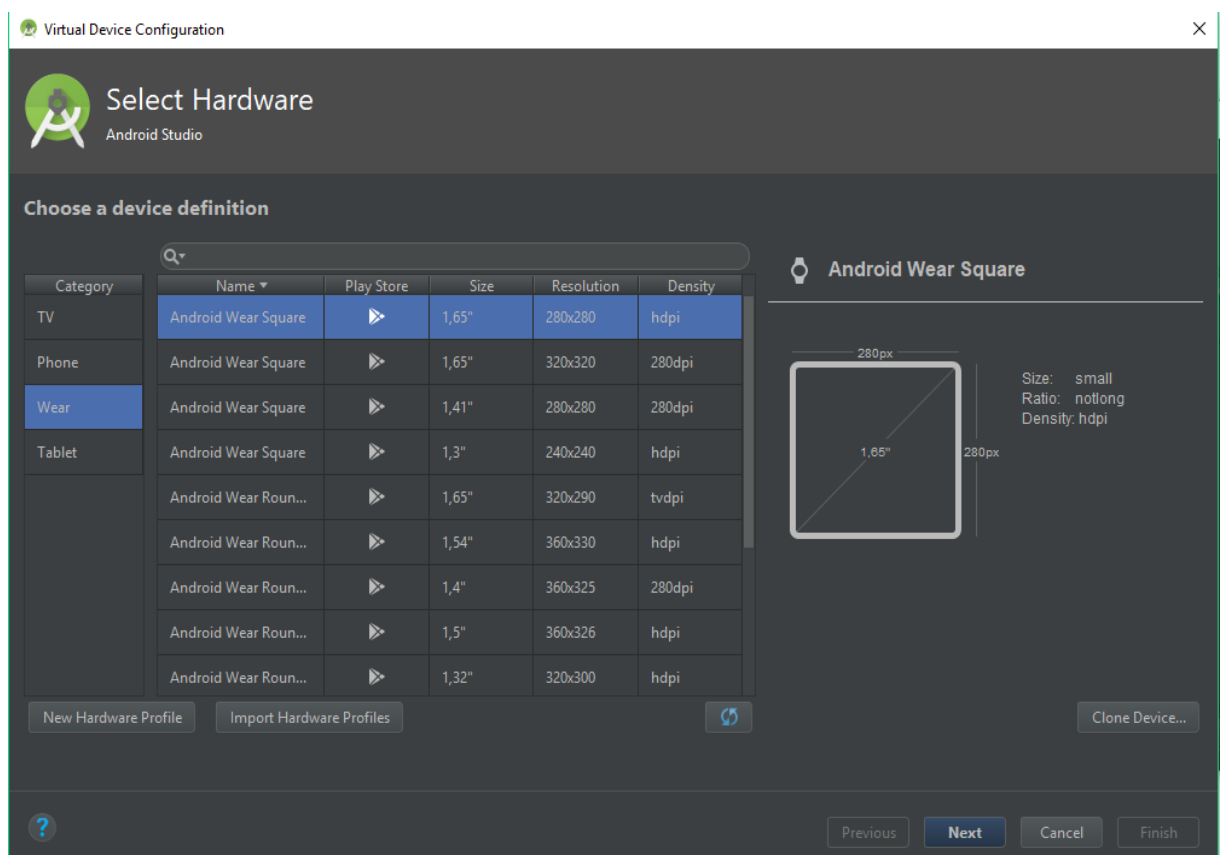 Virtual Device Configuration
Select Hardware
Android Studio
Choose a device definition
Category
TV
Phone
Wear
Tablet
Name Play Store Size Resolution Density
Android Wear Square 1,65" 280x280 hdpi
Android Wear Square 1,65" 320x320 280dpi
Android Wear Square 1,41" 280x280 280dpi
Android Wear Square 1,3" 240x240 hdpi
Android Wear Roun... 1,65" 320x290 tvdpi
Android Wear Roun... 1,54" 360x330 hdpi
Android Wear Roun... 1,4" 360x325 280dpi
Android Wear Roun... 1,5" 360x326 hdpi
Android Wear Roun... 1,32" 320x300 hdpi
Android Wear Square
280px
1,65"
280px
Size: small
Ratio: notlong
Density: hdpi
New Hardware Profile Import Hardware Profiles Clone Device...
? Previous Next Cancel Finish